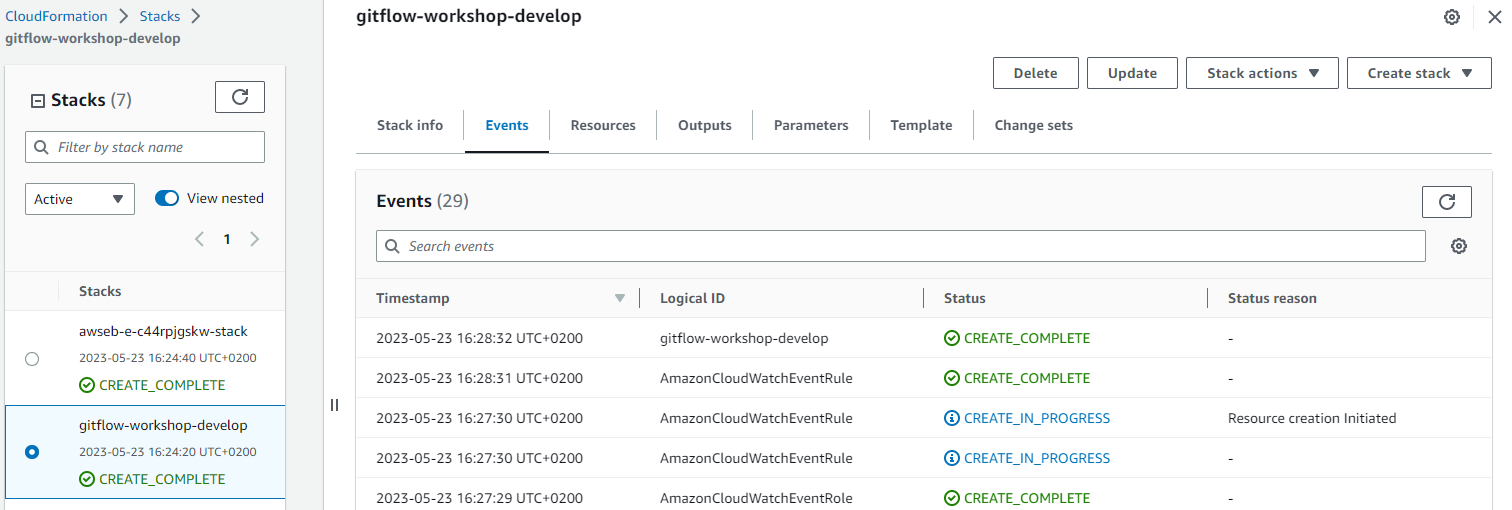 CloudFormation Stacks
gitflow-workshop-develop
Stacks (7)
Filter by stack name
Active View nested
1
Stacks
awseb-e-c44rpjgskw-stack
2023-05-23 16:24:40 UTC+0200
CREATE_COMPLETE
gitflow-workshop-develop
2023-05-23 16:24:20 UTC+0200
CREATE_COMPLETE
gitflow-workshop-develop
Delete Update Stack actions Create stack
Stack info Events Resources Outputs Parameters Template Change sets
Events (29)
Search events
Timestamp Logical ID Status Status reason
2023-05-23 16:28:32 UTC+0200 gitflow-workshop-develop CREATE_COMPLETE -
2023-05-23 16:28:31 UTC+0200 AmazonCloudWatchEventRule CREATE_COMPLETE -
2023-05-23 16:27:30 UTC+0200 AmazonCloudWatchEventRule CREATE_IN_PROGRESS Resource creation Initiated
2023-05-23 16:27:30 UTC+0200 AmazonCloudWatchEventRule CREATE_IN_PROGRESS -
2023-05-23 16:27:29 UTC+0200 AmazonCloudWatchEventRole CREATE_COMPLETE -